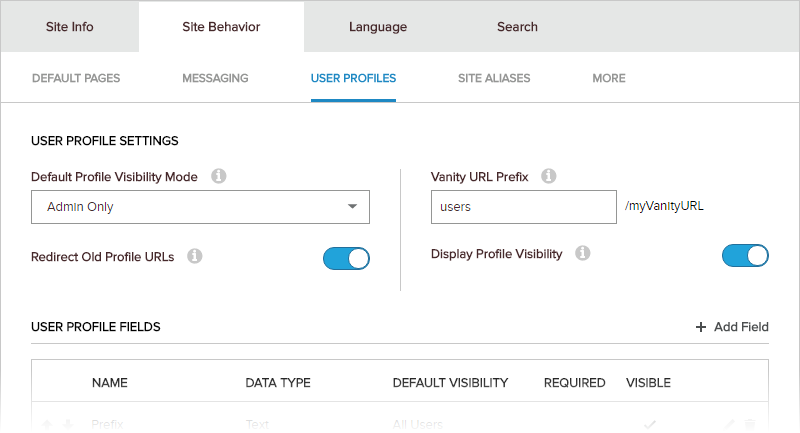 Site Info Site Behavior Language Search
DEFAULT PAGES MESSAGING USER PROFILES SITE ALIASES MORE
USER PROFILE SETTINGS
Default Profile Visibility Mode
Admin Only
Redirect Old Profile URLs
Vanity URL Prefix
users /myVanityURL
Display Profile Visibility
USER PROFILE FIELDS + Add Field
NAME DATA TYPE DEFAULT VISIBILITY REQUIRED VISIBLE
Prefix Text All Users